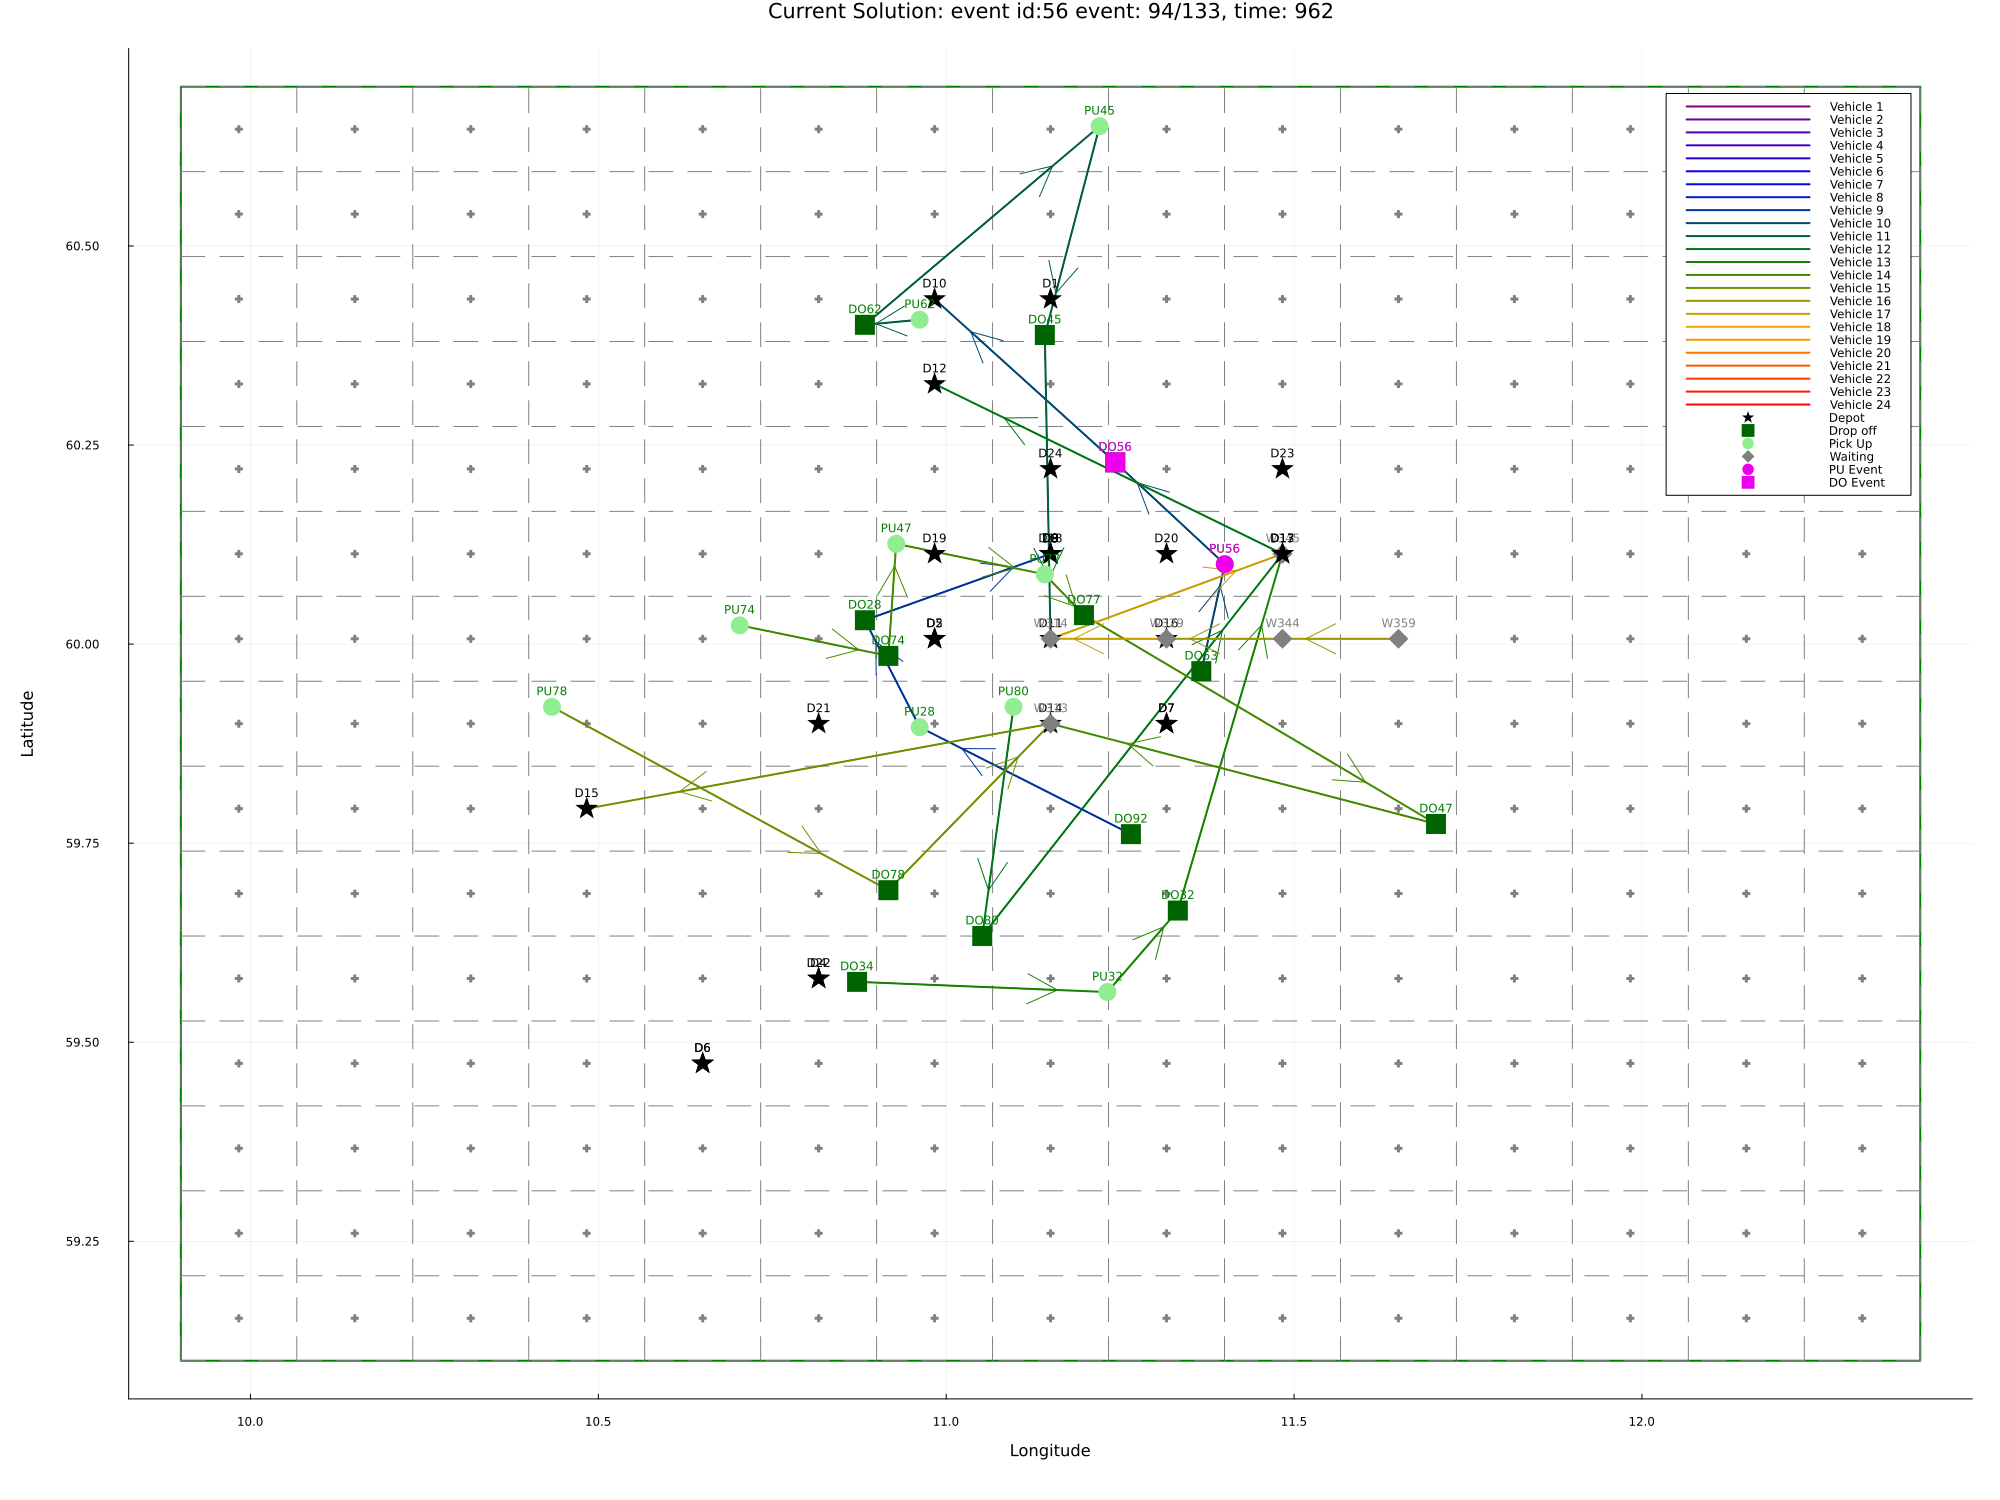 Current Solution: event id:56 event: 94/133, time: 962
Vehicle 1
Vehicle 2
Vehicle 3
Vehicle 4
Vehicle 5
Vehicle 6
Vehicle 7
Vehicle 8
Vehicle 9
Vehicle 10
Vehicle 11
Vehicle 12
Vehicle 13
Vehicle 14
Vehicle 15
Vehicle 16
Vehicle 17
Vehicle 18
Vehicle 19
Vehicle 20
Vehicle 21
Vehicle 22
Vehicle 23
Vehicle 24
Depot
Drop off
Pick Up
Waiting
PU Event
DO Event
PU45
D10
D1
DO62
PU62
DO45
D12
DO56
D24
D23
PU47
D19
D20
PU56
DO28
DO77
PU74
DO74
D16
W344
W359
DO63
PU78
PU80
D21
PU28
D14
D7
D15
DO92
DO47
DO78
DO32
DO80
D22
DO34
PU32
D6
60.50
60.25
60.00
59.75
59.50
59.25
10.0
10.5
11.0
11.5
12.0
Longitude
Latitude